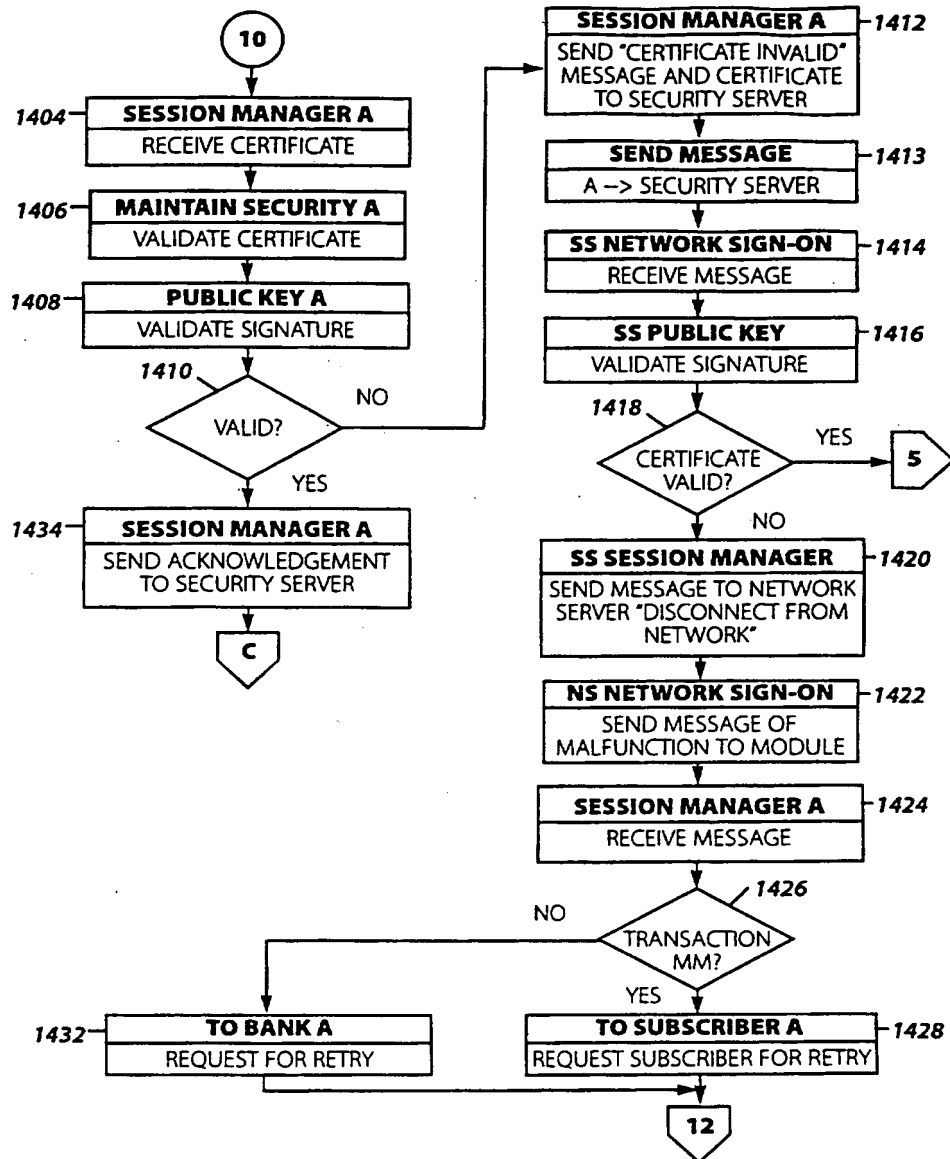 10
1404
SESSION MANAGER A
RECEIVE CERTIFICATE
1406
MAINTAIN SECURITY A
VALIDATE CERTIFICATE
1408
PUBLIC KEY A
VALIDATE SIGNATURE
1410
VALID?
NO
YES
1434
SESSION MANAGER A
SEND ACKNOWLEDGEMENT
TO SECURITY SERVER
C
SESSION MANAGER A
1412
SEND "CERTIFICATE INVALID"
MESSAGE AND CERTIFICATE
TO SECURITY SERVER
SEND MESSAGE
1413
A --> SECURITY SERVER
SS NETWORK SIGN-ON
1414
RECEIVE MESSAGE
SS PUBLIC KEY
1416
VALIDATE SIGNATURE
1418
CERTIFICATE
VALID?
YES
5
NO
SS SESSION MANAGER
1420
SEND MESSAGE TO NETWORK
SERVER "DISCONNECT FROM
NETWORK"
NS NETWORK SIGN-ON
1422
SEND MESSAGE OF
MALFUNCTION TO MODULE
SESSION MANAGER A
1424
RECEIVE MESSAGE
1426
TRANSACTION
MM?
NO
YES
1432
TO BANK A
REQUEST FOR RETRY
TO SUBSCRIBER A
1428
REQUEST SUBSCRIBER FOR RETRY
12